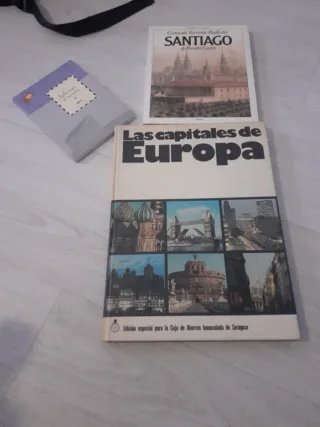 Gonzalo Torrente Ballester
SANTIAGO
de Rosalía Castro
Las capitales de
Europa
Edición especial para la Caja de Ahorros Inmaculada de Zaragoza